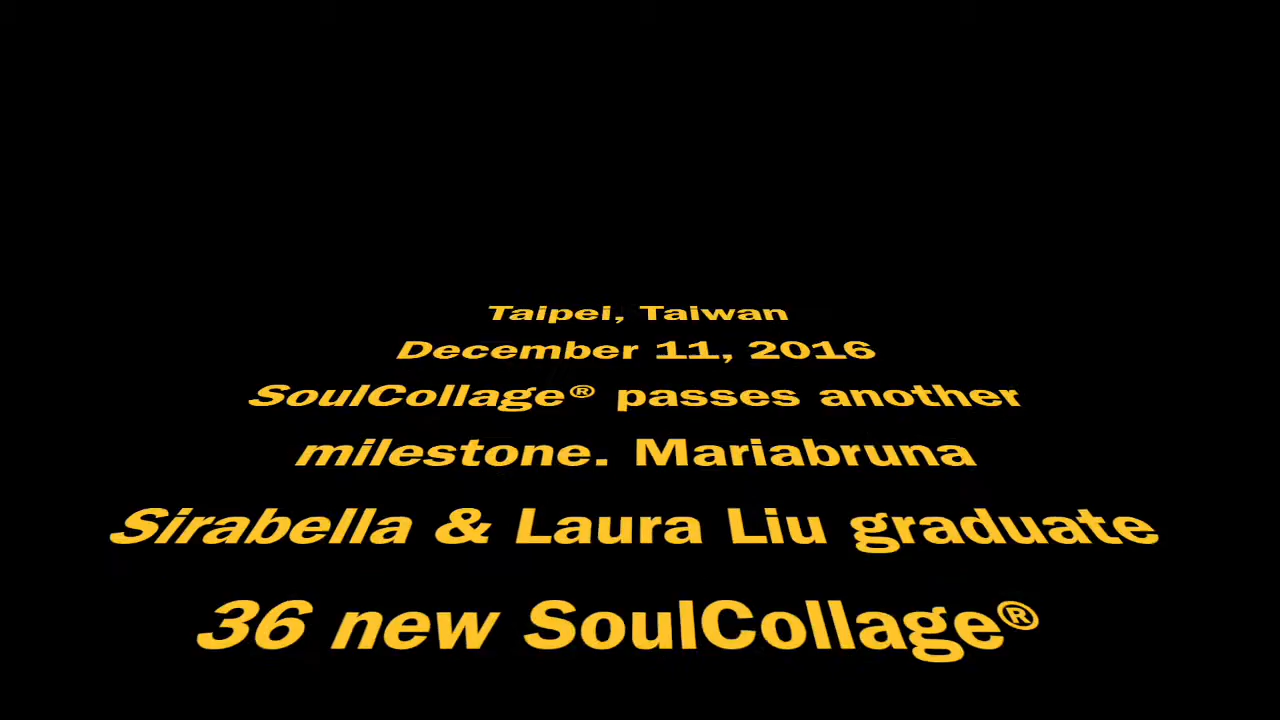 Taipei, Taiwan
December 11, 2016
SoulCollage® passes another
milestone. Mariabruna
Sirabella & Laura Liu graduate
36 new SoulCollage®